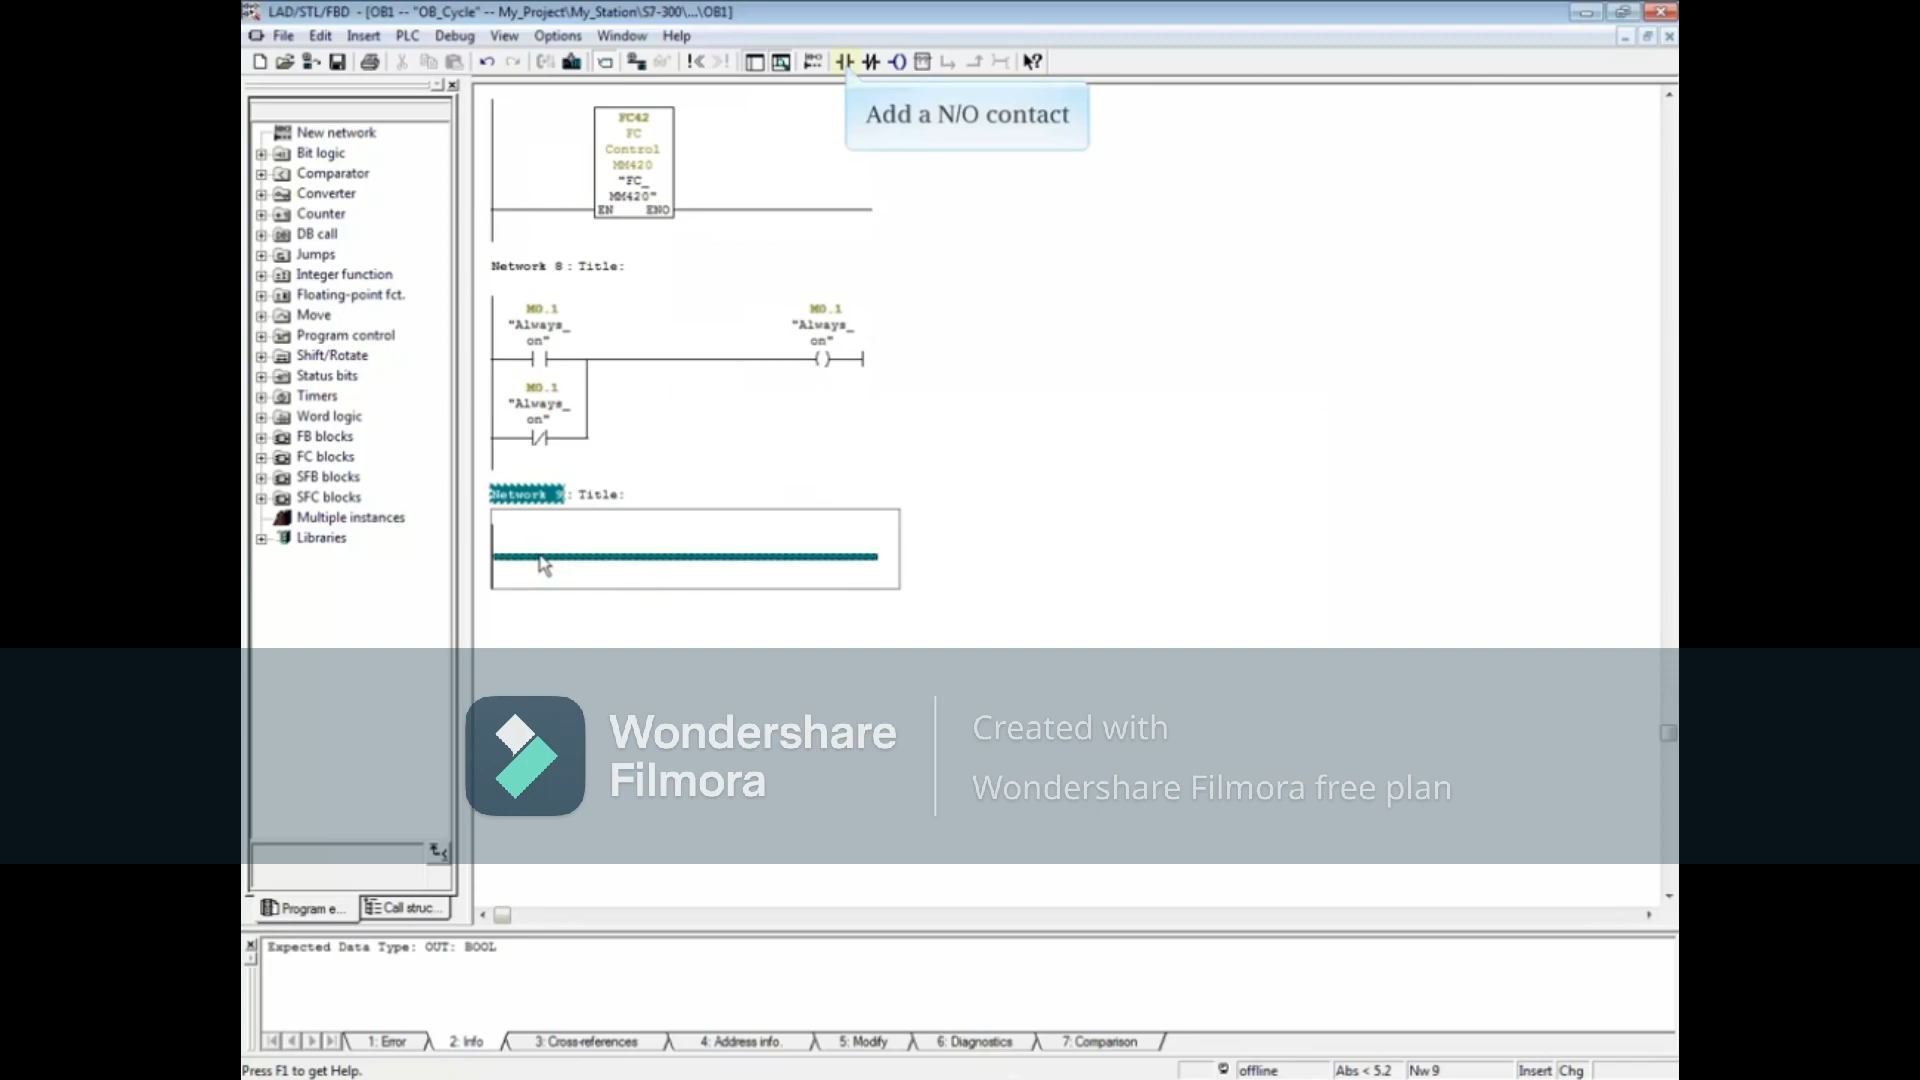 LAD/STL/FBD - [OB1 -- "OB_Cycle" -- My_Project\My_Station\S7-300\...\OB1]
File Edit Insert PLC Debug View Options Window Help
Add a N/O contact
New network
Bit logic
Comparator
Converter
Counter
DB call
Jumps
Integer function
Floating-point fct.
Move
Program control
Shift/Rotate
Status bits
Timers
Word logic
FB blocks
FC blocks
SFB blocks
SFC blocks
Multiple instances
Libraries
Program e...
Call struc...
FC42
FC
Control
MM420
"FC_
MM420"
EN ENO
Network 8 : Title:
M0.1
"Always_
on"
M0.1
"Always_
on"
M0.1
"Always_
on"
Network 9 : Title:
Wondershare
Filmora
Created with
Wondershare Filmora free plan
Expected Data Type: OUT: BOOL
1: Error 2: Info 3: Cross-references 4: Address info. 5: Modify 6: Diagnostics 7: Comparison
Press F1 to get Help. offline Abs < 5.2 Nw 9 Insert Chg